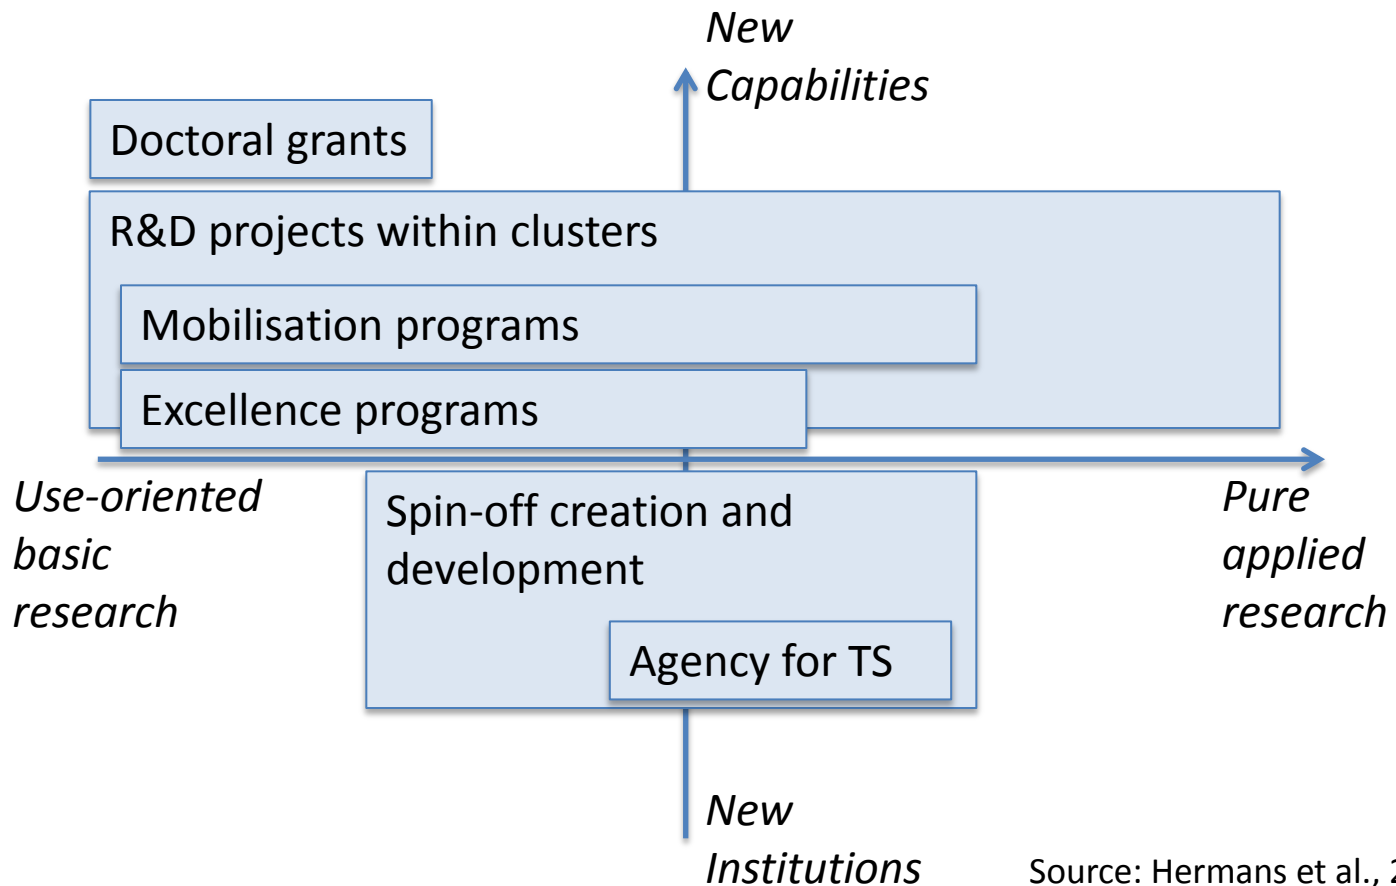 New
Capabilities
Doctoral grants
R&D projects within clusters
Mobilisation programs
Excellence programs
Use-oriented
basic
research
Spin-off creation and
development
Pure
applied
research
Agency for TS
New
Institutions
Source: Hermans et al., 2